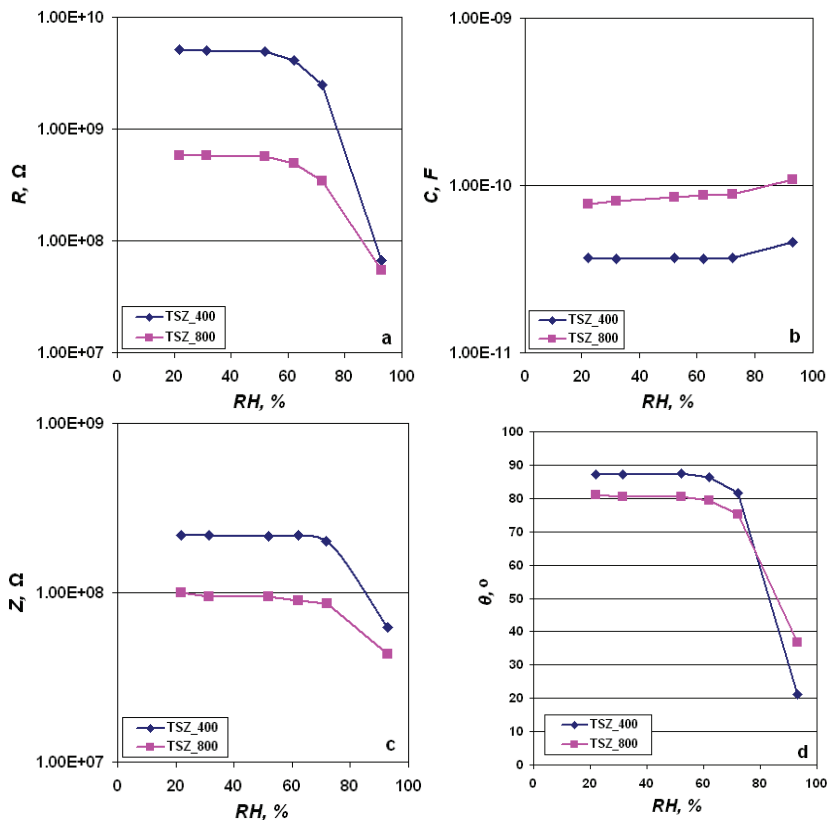 1.00E+10
1.00E+09
1.00E+08
1.00E+07
R, Ω
TSZ_400
TSZ_800
a
0 20 40 60 80 100
RH, %
1.00E-09
1.00E-10
1.00E-11
C, F
TSZ_400
TSZ_800
b
0 20 40 60 80 100
RH, %
1.00E+09
1.00E+08
1.00E+07
Z, Ω
TSZ_400
TSZ_800
c
0 20 40 60 80 100
RH, %
100
90
80
70
60
50
40
30
20
10
0
θ, °
TSZ_400
TSZ_800
d
0 20 40 60 80 100
RH, %